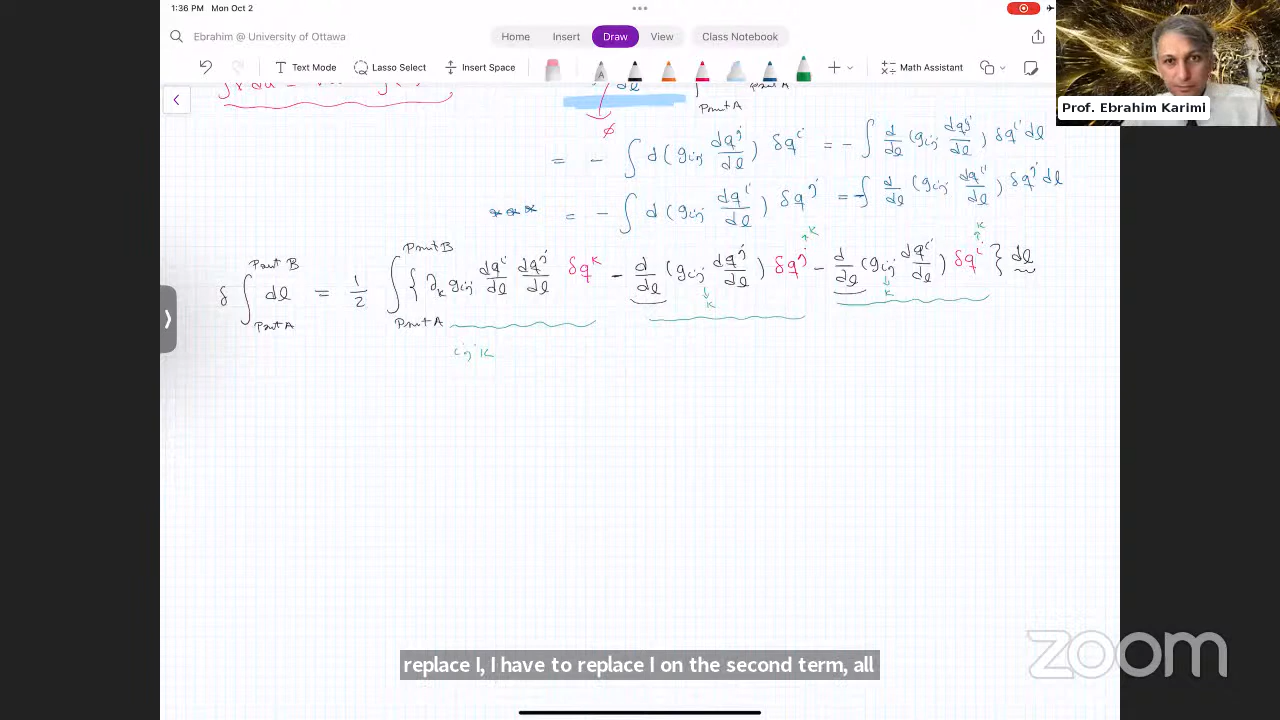 1:36 PM Mon Oct 2
Ebrahim @ University of Ottawa Home Insert Draw View Class Notebook
Text Mode Lasso Select Insert Space A Math Assistant
Prof. Ebrahim Karimi
dl Point A
∅
= - ∫ d(g_ij dq^j/dl) δq^i = - ∫ d/dl (g_ij dq^j/dl) δq^i dl
*** = - ∫ d(g_ij dq^i/dl) δq^j = - ∫ d/dl (g_ij dq^i/dl) δq^j dl
δ ∫_{Point A}^{Point B} dl = 1/2 ∫_{Point A}^{Point B} { ∂_k g_ij dq^i/dl dq^j/dl δq^k - d/dl (g_ij dq^j/dl) δq^j - d/dl (g_ij dq^i/dl) δq^i } dl
k k
k k
ijk
replace I, I have to replace I on the second term, all
zoom